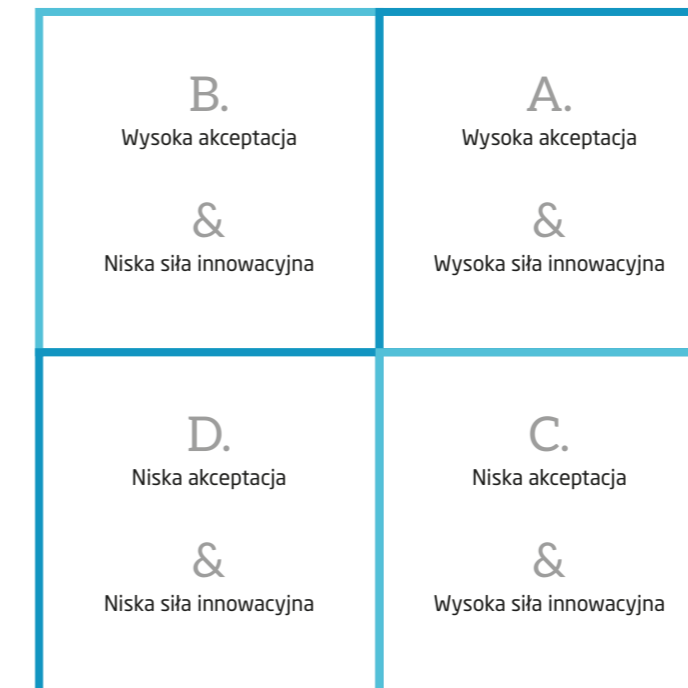 B.
Wysoka akceptacja
&
Niska siła innowacyjna
A.
Wysoka akceptacja
&
Wysoka siła innowacyjna
D.
Niska akceptacja
&
Niska siła innowacyjna
C.
Niska akceptacja
&
Wysoka siła innowacyjna